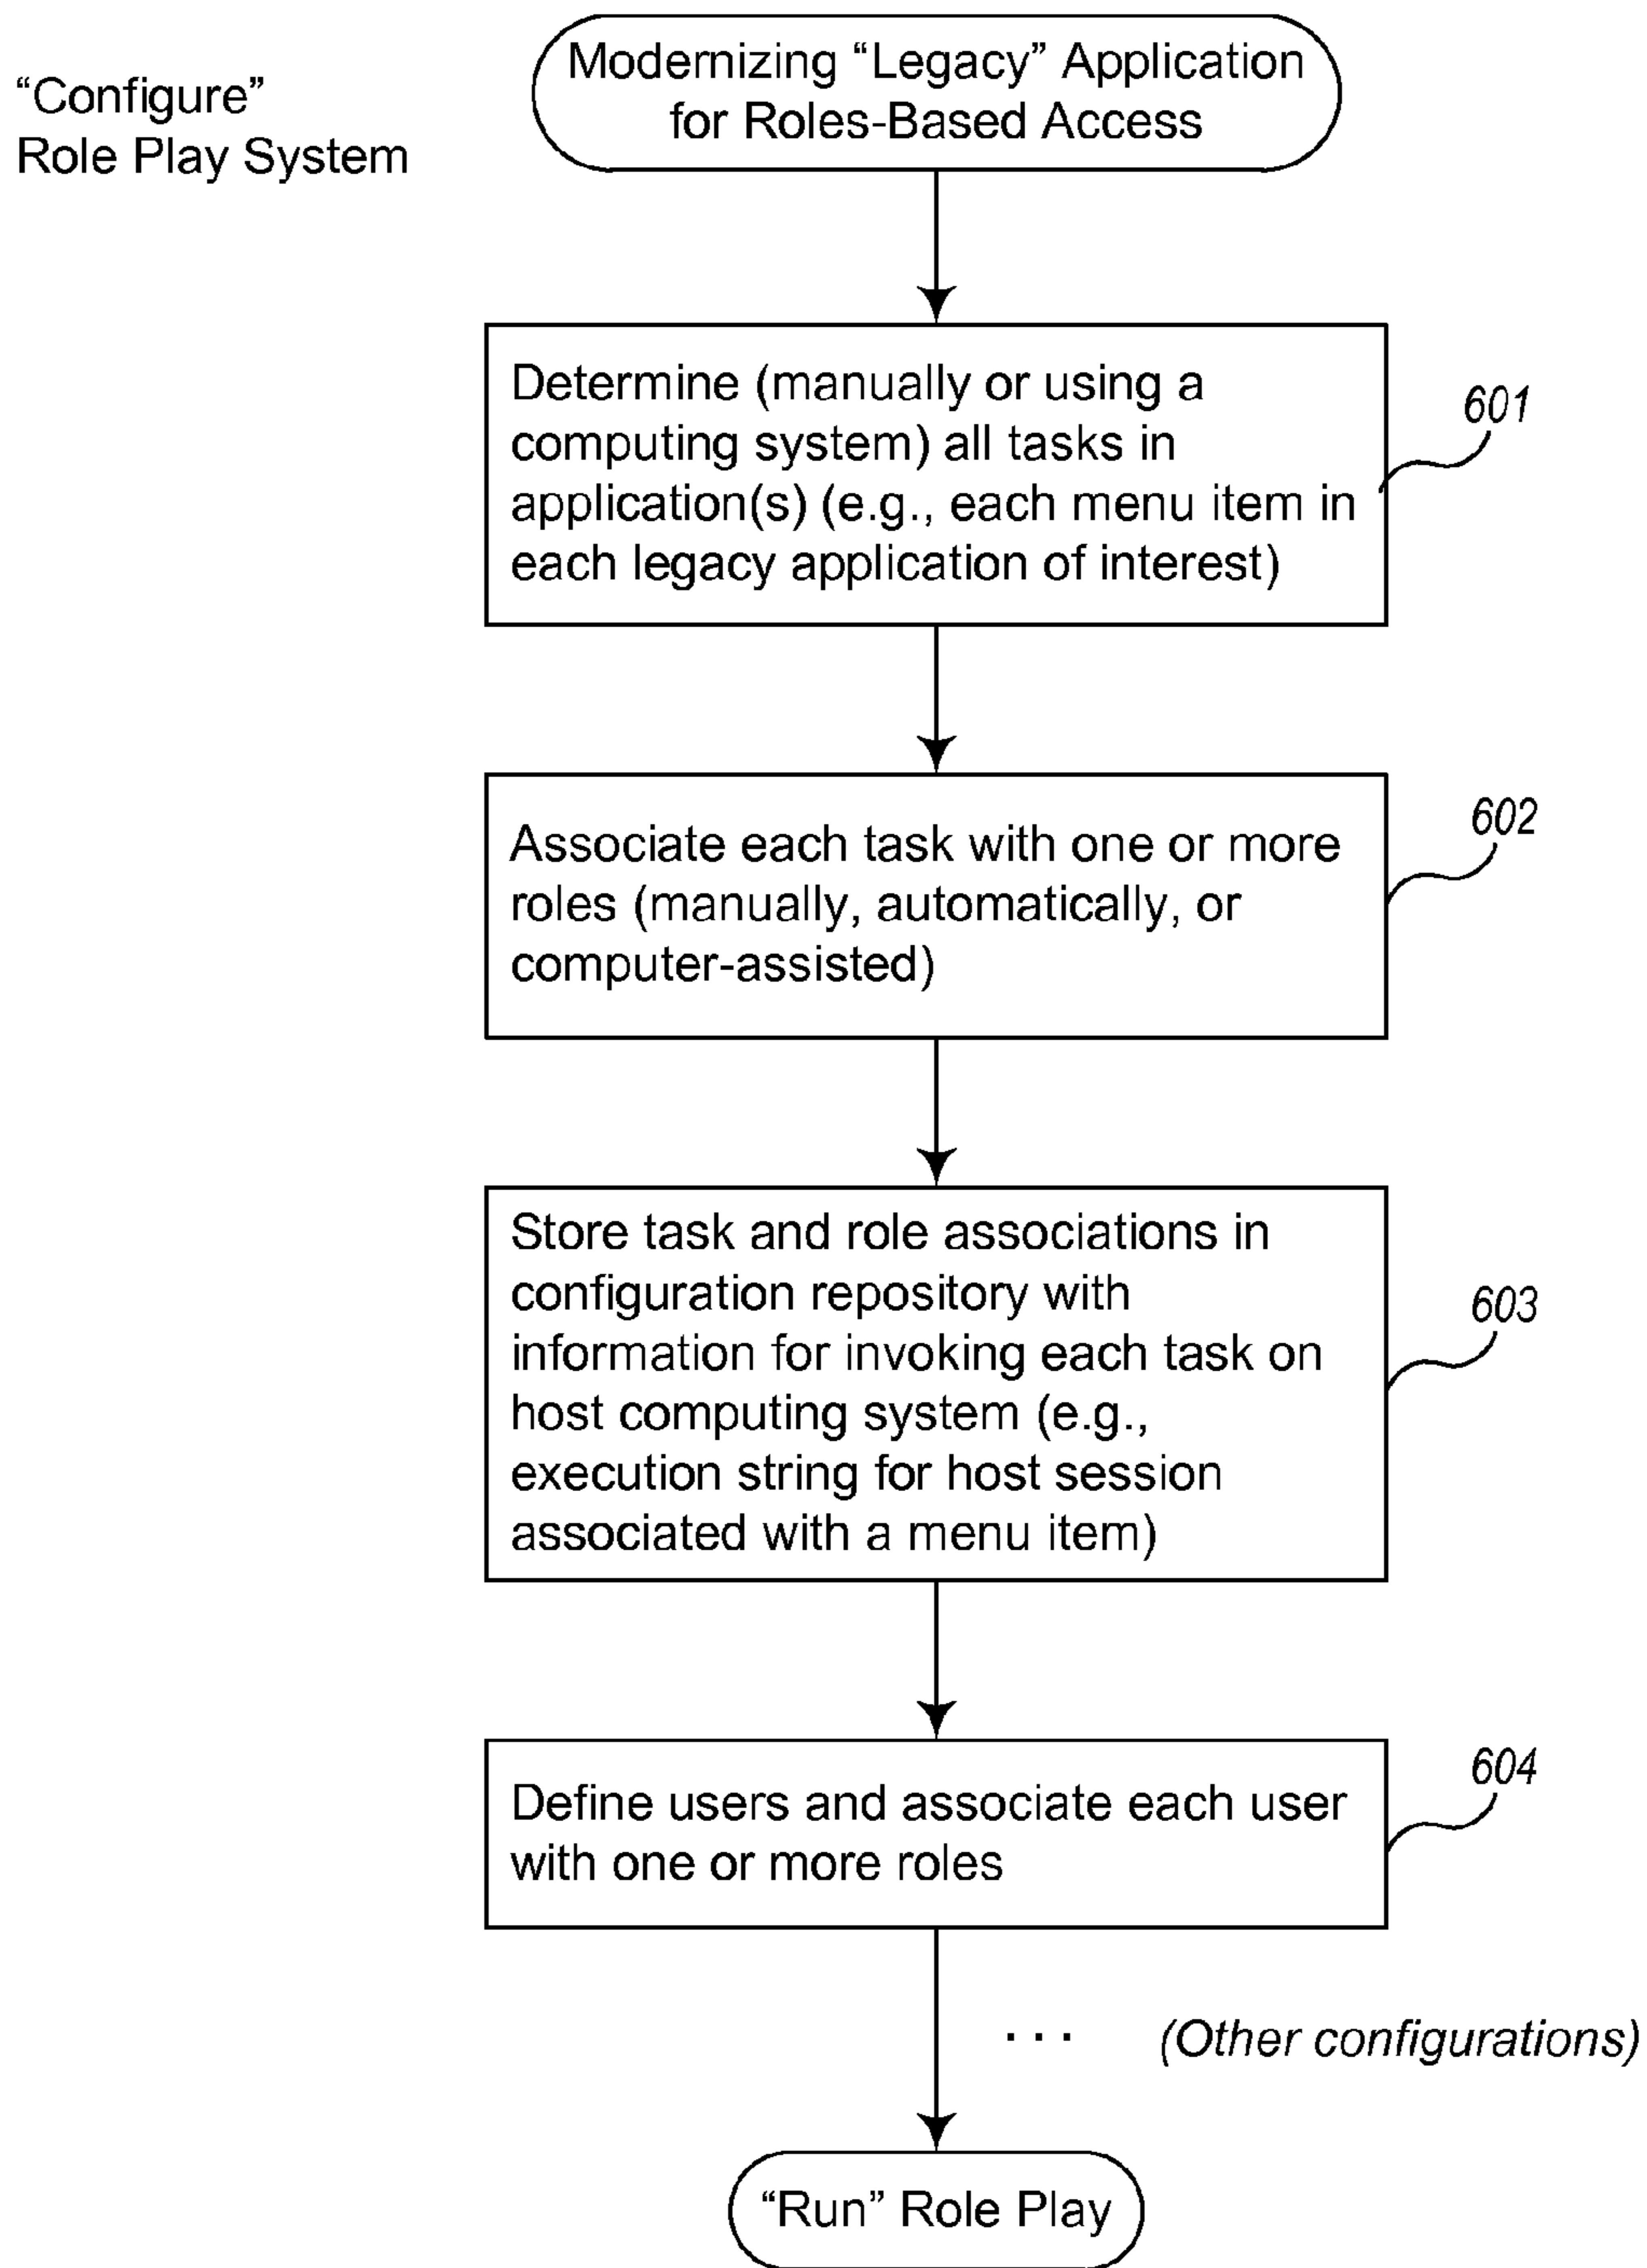 “Configure”
Role Play System
Modernizing “Legacy” Application
for Roles-Based Access
Determine (manually or using a
computing system) all tasks in
application(s) (e.g., each menu item in
each legacy application of interest)
601
Associate each task with one or more
roles (manually, automatically, or
computer-assisted)
602
Store task and role associations in
configuration repository with
information for invoking each task on
host computing system (e.g.,
execution string for host session
associated with a menu item)
603
Define users and associate each user
with one or more roles
604
. . . (Other configurations)
“Run” Role Play